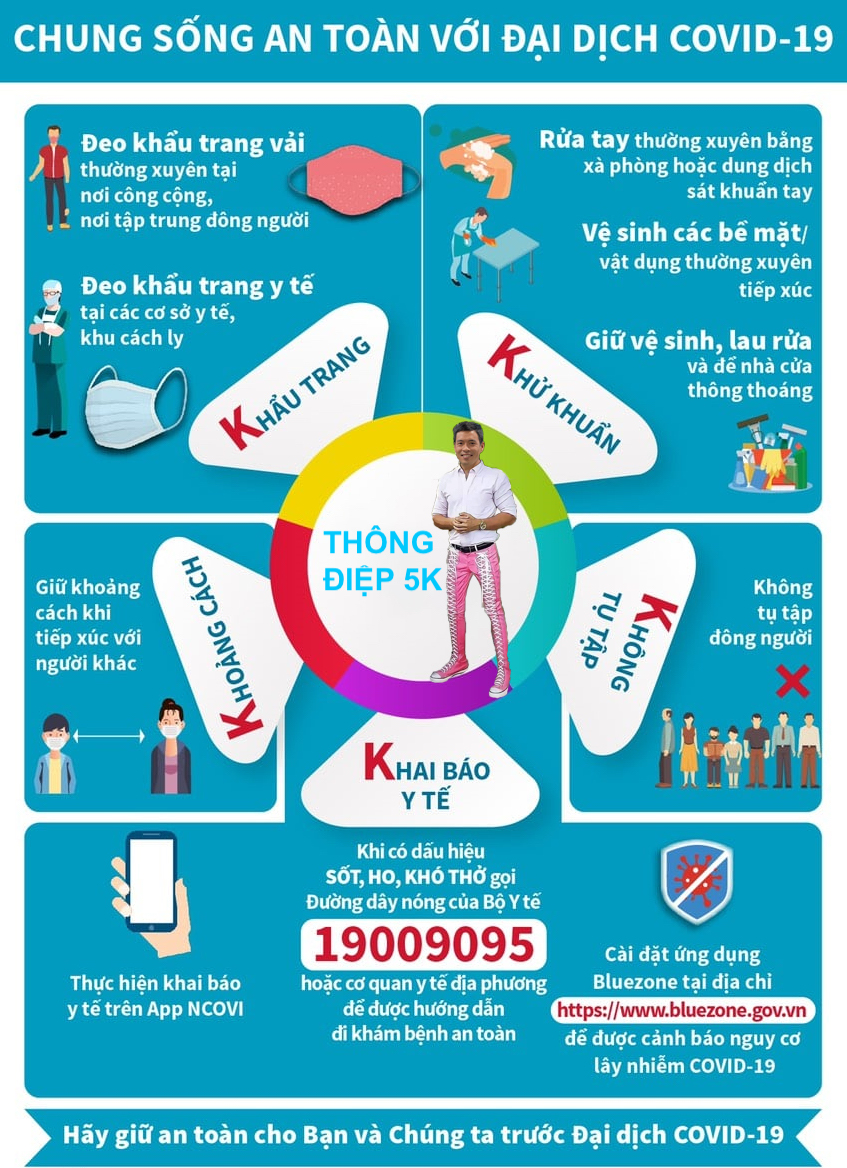 CHUNG SỐNG AN TOÀN VỚI ĐẠI DỊCH COVID-19
Đeo khẩu trang vải
thường xuyên tại
nơi công cộng,
nơi tập trung đông người
Đeo khẩu trang y tế
tại các cơ sở y tế,
khu cách ly
KHẨU TRANG
Rửa tay thường xuyên bằng
xà phòng hoặc dung dịch
sát khuẩn tay
Vệ sinh các bề mặt/
vật dụng thường xuyên
tiếp xúc
Giữ vệ sinh, lau rửa
và để nhà cửa
thông thoáng
KHỬ KHUẨN
THÔNG
ĐIỆP 5K
Giữ khoảng
cách khi
tiếp xúc với
người khác
KHOẢNG CÁCH
KHÔNG
TỤ TẬP
Không
tụ tập
đông người
KHAI BÁO
Y TẾ
Thực hiện khai báo
y tế trên App NCOVI
Khi có dấu hiệu
SỐT, HO, KHÓ THỞ gọi
Đường dây nóng của Bộ Y tế
19009095
hoặc cơ quan y tế địa phương
để được hướng dẫn
đi khám bệnh an toàn
Cài đặt ứng dụng
Bluezone tại địa chỉ
https://www.bluezone.gov.vn
để được cảnh báo nguy cơ
lây nhiễm COVID-19
Hãy giữ an toàn cho Bạn và Chúng ta trước Đại dịch COVID-19